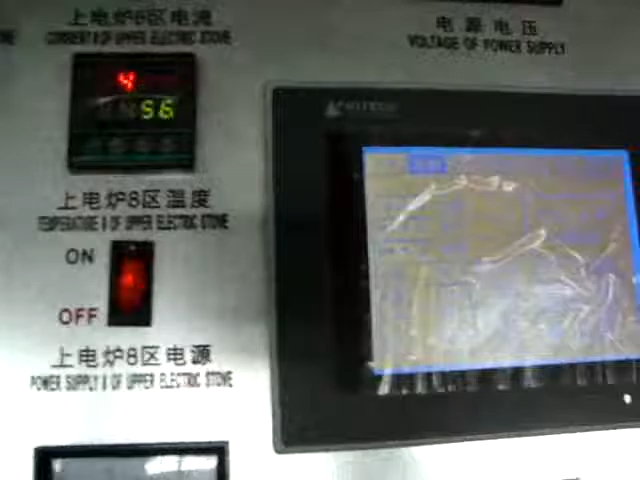 上电炉8区电流
CURRENT 8 OF UPPER ELECTRIC STOVE
电源电压
VOLTAGE OF POWER SUPPLY
4
56
上电炉8区温度
TEMPERATURE 8 OF UPPER ELECTRIC STOVE
ON
OFF
上电炉8区电源
POWER SUPPLY 8 OF UPPER ELECTRIC STOVE